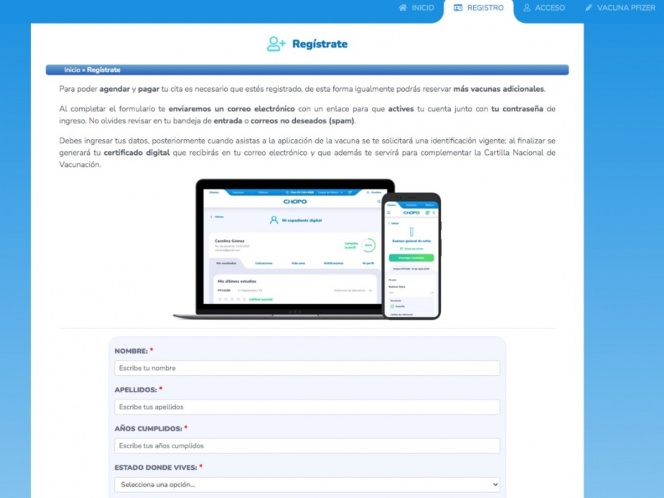 INICIO REGISTRO ACCESO VACUNA PFIZER
Regístrate
Inicio » Regístrate
Para poder agendar y pagar tu cita es necesario que estés registrado, de esta forma igualmente podrás reservar más vacunas adicionales.
Al completar el formulario te enviaremos un correo electrónico con un enlace para que actives tu cuenta junto con tu contraseña de
ingreso. No olvides revisar en tu bandeja de entrada o correos no deseados (spam).
Debes ingresar tus datos, posteriormente cuando asistas a la aplicación de la vacuna se te solicitará una identificación vigente; al finalizar se
generará tu certificado digital que recibirás en tu correo electrónico y que además te servirá para complementar la Cartilla Nacional de
Vacunación.
CHOPO
Mi expediente digital
Carolina Gómez
Mis últimos estudios
CHOPO
NOMBRE: *
Escribe tu nombre
APELLIDOS: *
Escribe tus apellidos
AÑOS CUMPLIDOS: *
Escribe tus años cumplidos
ESTADO DONDE VIVES: *
Selecciona una opción...